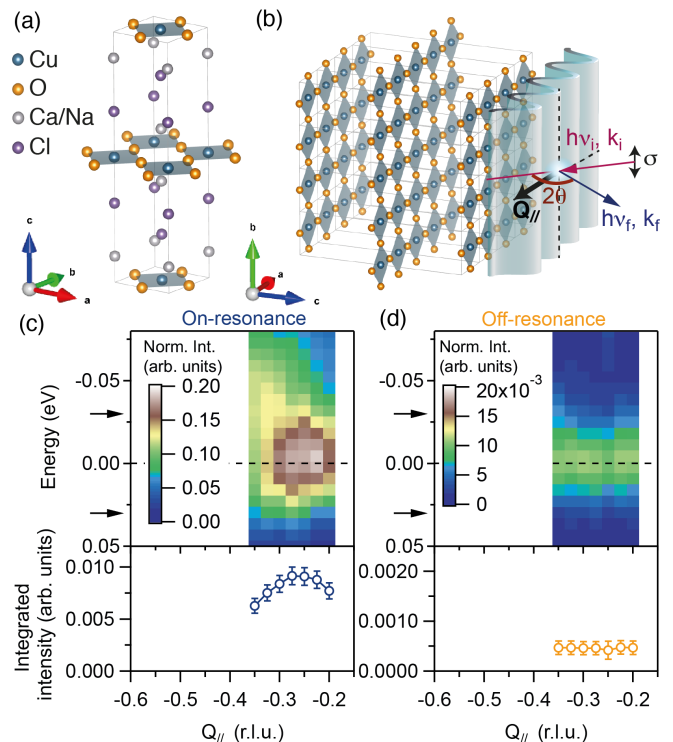 (a)
Cu
O
Ca/Na
Cl
c
b
a
(b)
hνᵢ, kᵢ
σ
2θ
Q//
hν_f, k_f
b
a
c
(c)
On-resonance
Norm. Int.
(arb. units)
0.20
0.15
0.10
0.05
0.00
Energy (eV)
-0.05
0.00
0.05
Integrated
intensity (arb. units)
0.010
0.005
0.000
-0.6 -0.5 -0.4 -0.3 -0.2
Q// (r.l.u.)
(d)
Off-resonance
Norm. Int.
(arb. units)
20x10⁻³
15
10
5
0
-0.05
0.00
0.05
0.0020
0.0010
0.0000
-0.6 -0.5 -0.4 -0.3 -0.2
Q// (r.l.u.)